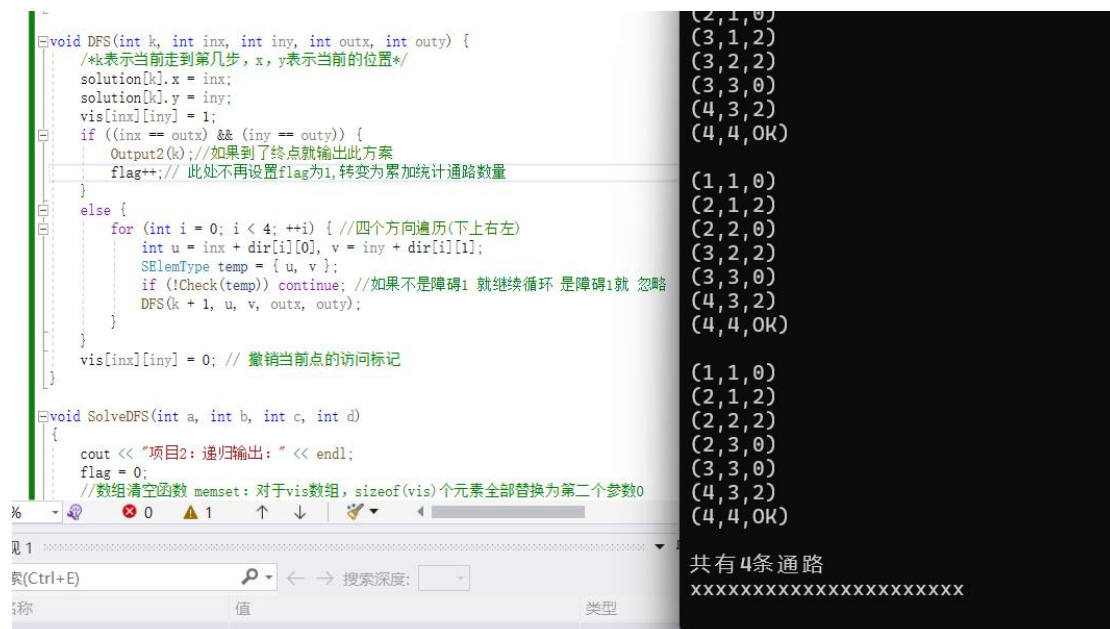 void DFS(int k, int inx, int iny, int outx, int outy) {
/*k表示当前走到第几步，x，y表示当前的位置*/
solution[k].x = inx;
solution[k].y = iny;
vis[inx][iny] = 1;
if ((inx == outx) && (iny == outy)) {
Output2(k);//如果到了终点就输出此方案
flag++;// 此处不再设置flag为1,转变为累加统计通路数量
}
else {
for (int i = 0; i < 4; ++i) { //四个方向遍历(下上右左)
int u = inx + dir[i][0], v = iny + dir[i][1];
SElemType temp = { u, v };
if (!Check(temp)) continue; //如果不是障碍1 就继续循环 是障碍1就 忽略
DFS(k + 1, u, v, outx, outy);
}
}
vis[inx][iny] = 0; // 撤销当前点的访问标记
}
void SolveDFS(int a, int b, int c, int d)
{
cout << "项目2：递归输出：" << endl;
flag = 0;
//数组清空函数 memset：对于vis数组，sizeof(vis)个元素全部替换为第二个参数0
% 0 1
视 1
索(Ctrl+E) 搜索深度:
名称 值 类型
(2,1,0)
(3,1,2)
(3,2,2)
(3,3,0)
(4,3,2)
(4,4,OK)
(1,1,0)
(2,1,2)
(2,2,0)
(3,2,2)
(3,3,0)
(4,3,2)
(4,4,OK)
(1,1,0)
(2,1,2)
(2,2,2)
(2,3,0)
(3,3,0)
(4,3,2)
(4,4,OK)
共有4条通路
xxxxxxxxxxxxxxxxxxxxxx